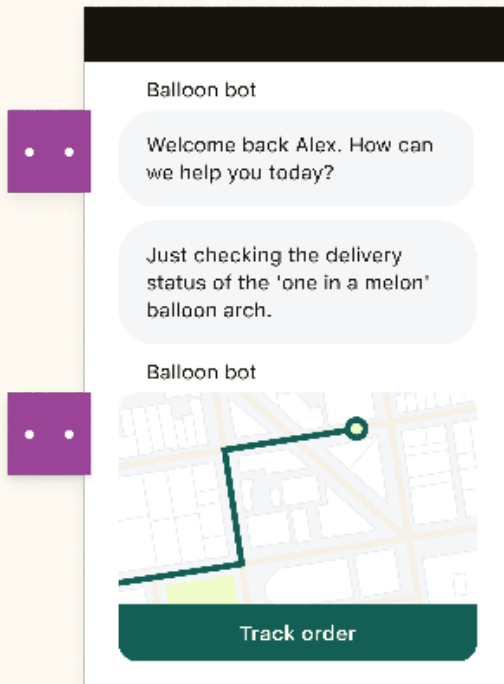 Balloon bot
Welcome back Alex. How can
we help you today?
Just checking the delivery
status of the 'one in a melon'
balloon arch.
Balloon bot
Track order